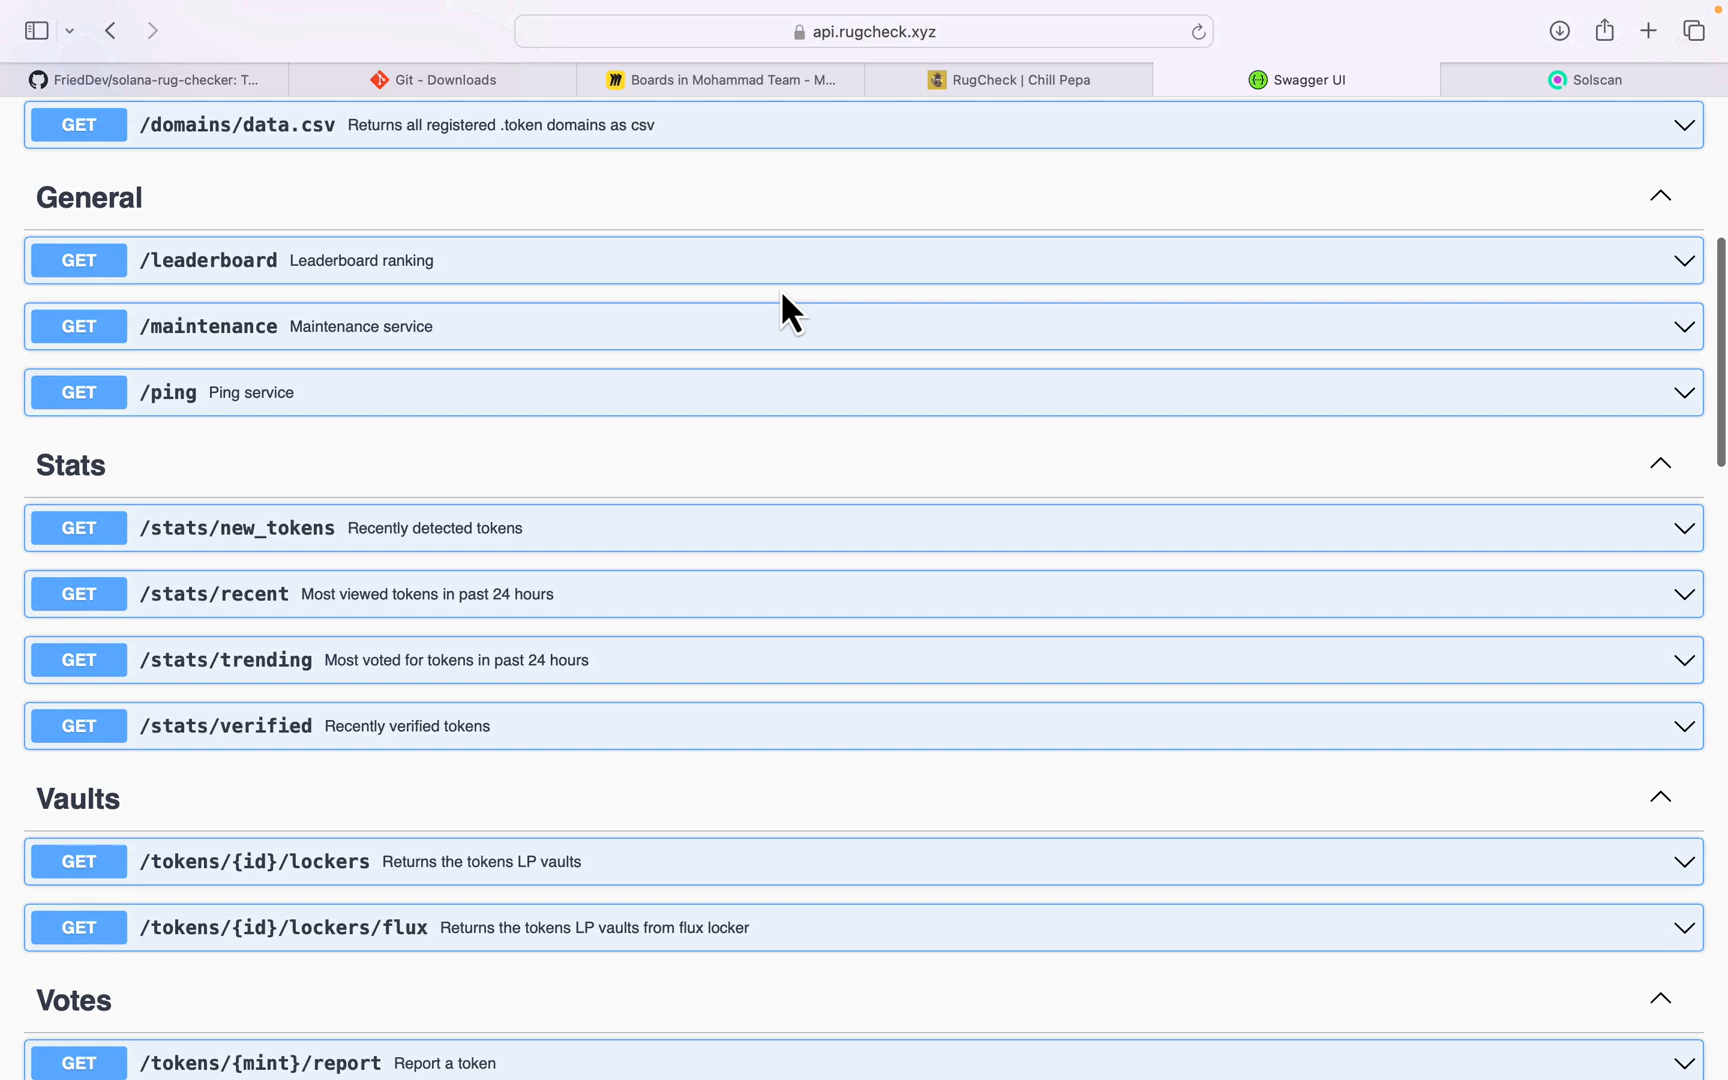 api.rugcheck.xyz
FriedDev/solana-rug-checker: T...
Git - Downloads
Boards in Mohammad Team - M...
RugCheck | Chill Pepa
Swagger UI
Solscan
GET /domains/data.csv Returns all registered .token domains as csv
General
GET /leaderboard Leaderboard ranking
GET /maintenance Maintenance service
GET /ping Ping service
Stats
GET /stats/new_tokens Recently detected tokens
GET /stats/recent Most viewed tokens in past 24 hours
GET /stats/trending Most voted for tokens in past 24 hours
GET /stats/verified Recently verified tokens
Vaults
GET /tokens/{id}/lockers Returns the tokens LP vaults
GET /tokens/{id}/lockers/flux Returns the tokens LP vaults from flux locker
Votes
GET /tokens/{mint}/report Report a token